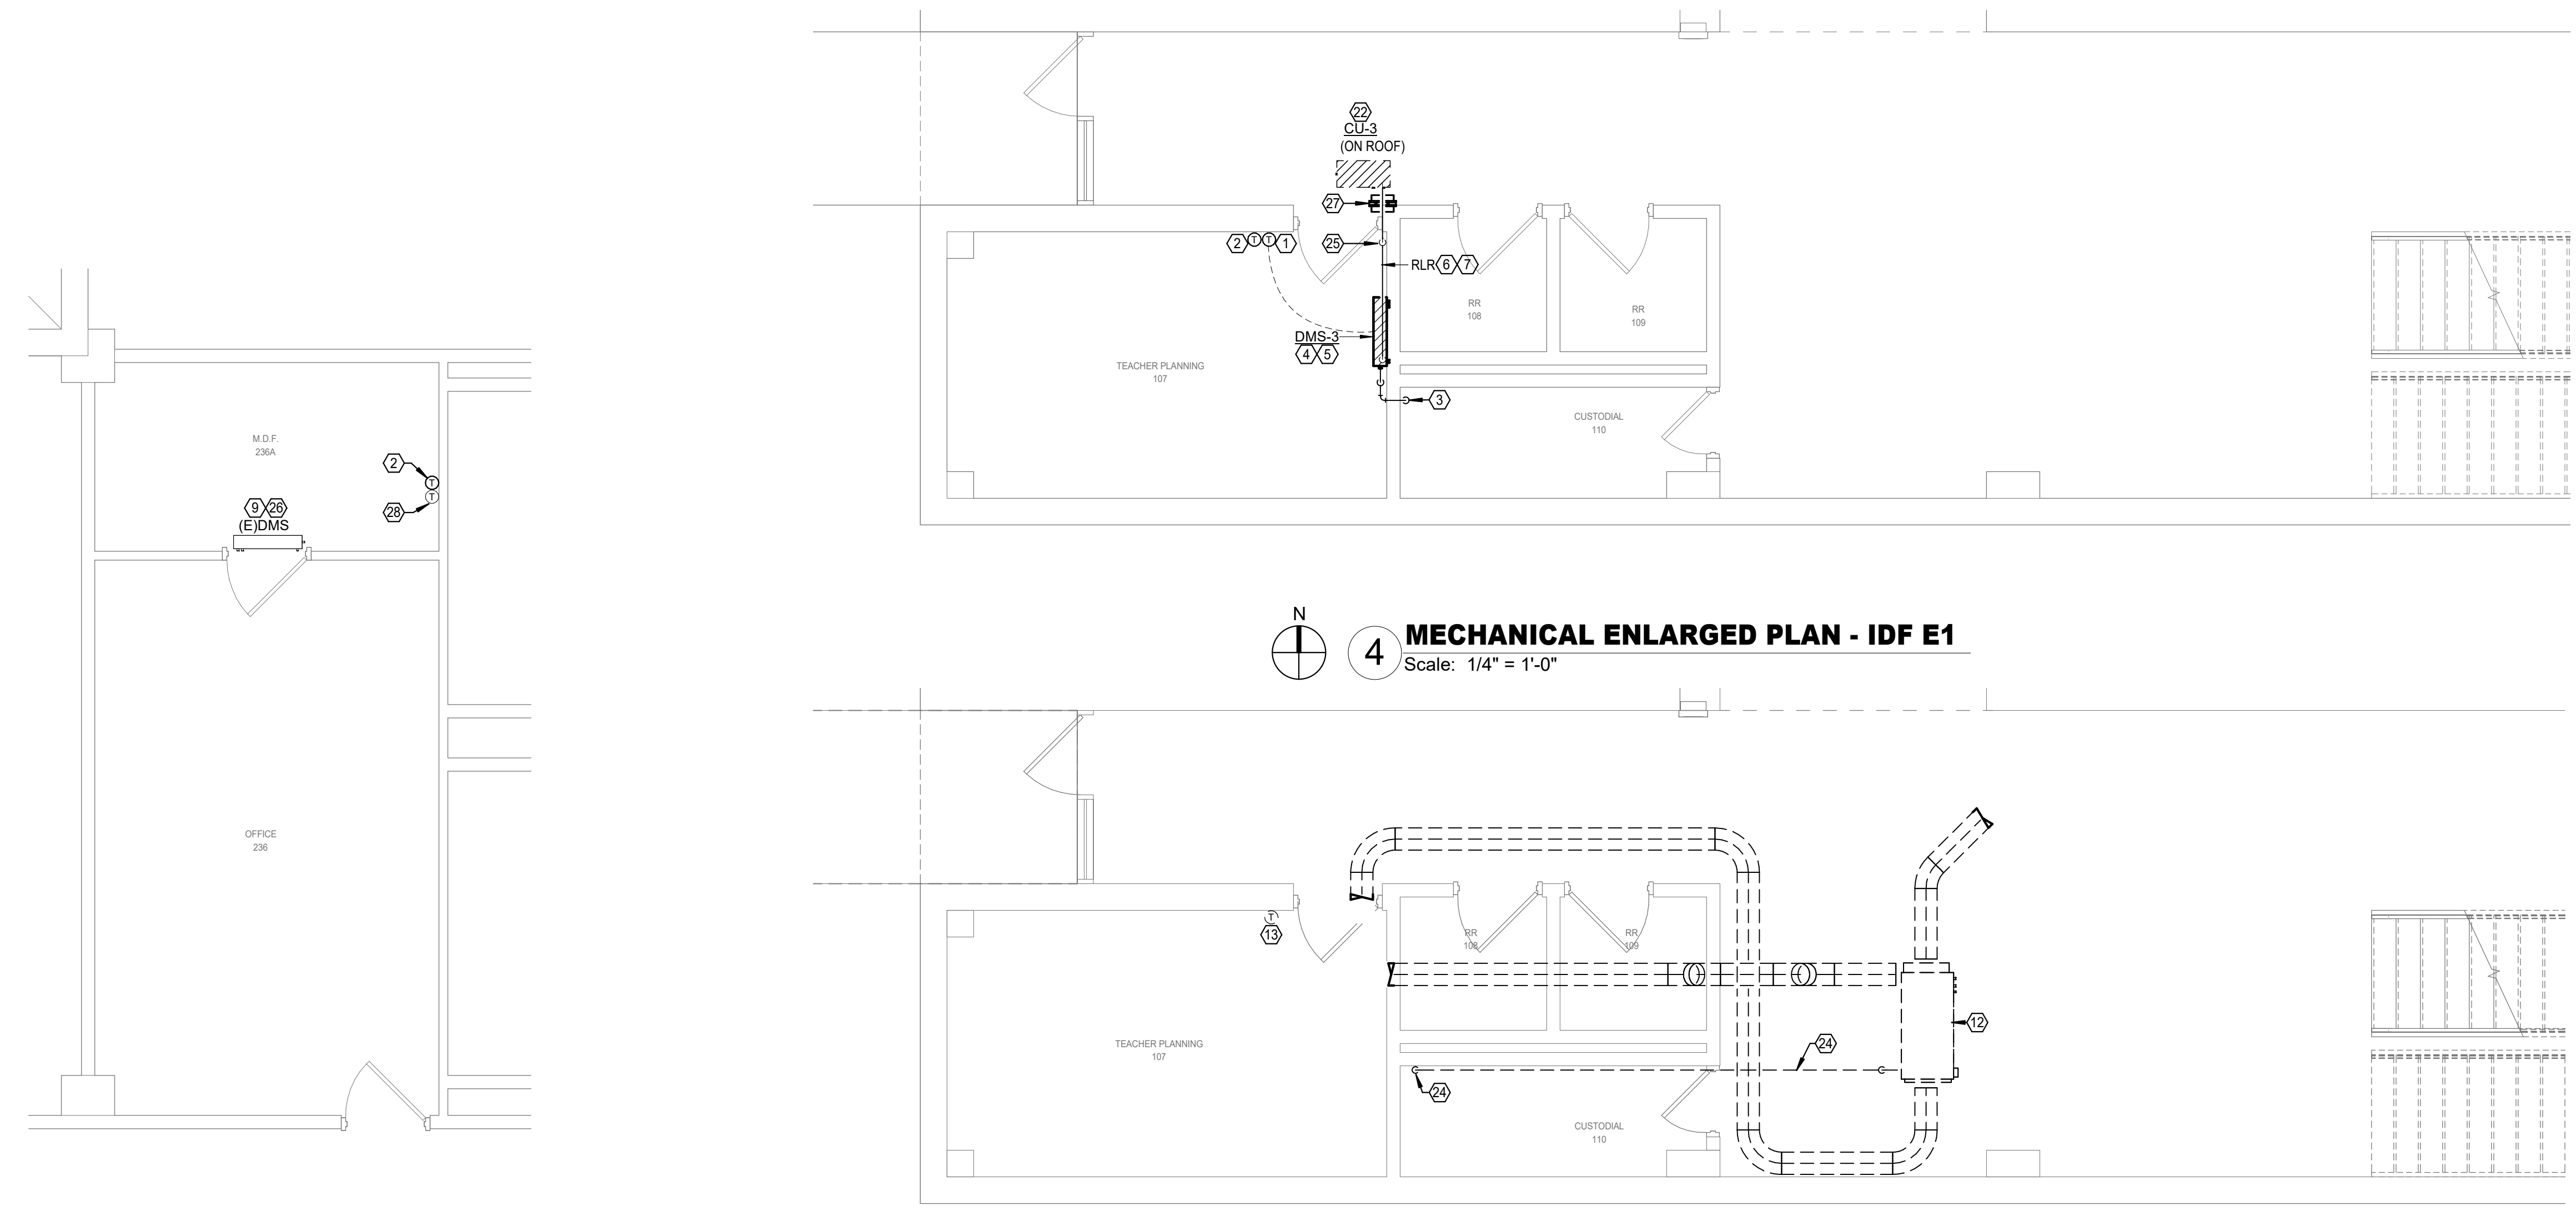 22
CU-3
(ON ROOF)
27
2 T T 1
25
RLR 6 7
RR
108
RR
109
DMS-3
4 5
TEACHER PLANNING
107
3
CUSTODIAL
110
M.D.F.
236A
2
T
T
28
9 26
(E)DMS
OFFICE
236
N
4
MECHANICAL ENLARGED PLAN - IDF E1
Scale: 1/4" = 1'-0"
T
13
RR
108
RR
109
12
TEACHER PLANNING
107
24
24
CUSTODIAL
110